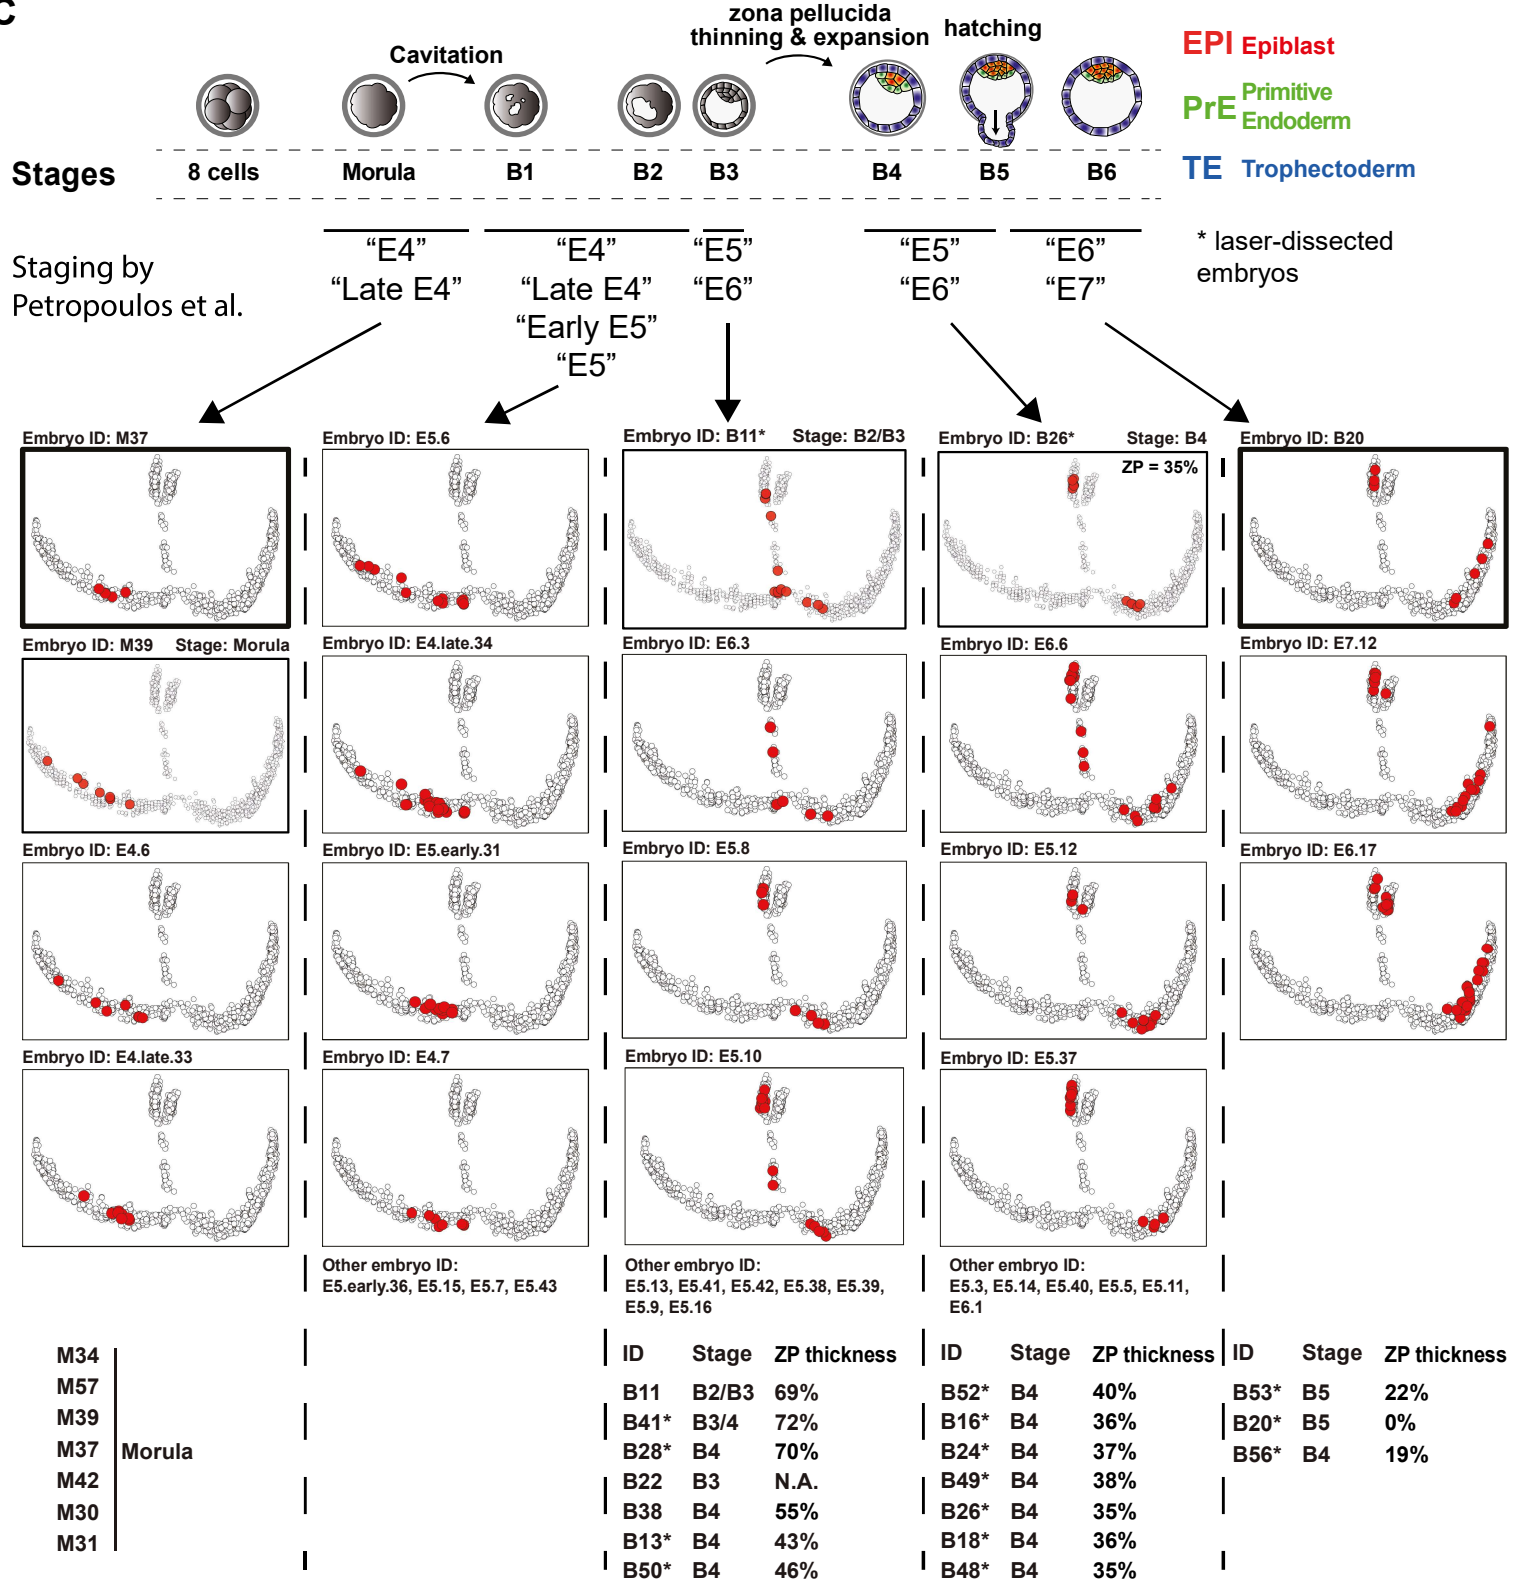 C
zona pellucida
thinning & expansion
hatching
Cavitation
EPI Epiblast
PrE Primitive
Endoderm
TE Trophectoderm
Stages
8 cells
Morula
B1
B2
B3
B4
B5
B6
* laser-dissected
embryos
Staging by
Petropoulos et al.
“E4”
“Late E4”
“E4”
“Late E4”
“Early E5”
“E5”
“E5”
“E6”
“E5”
“E6”
“E6”
“E7”
Embryo ID: M37
Embryo ID: E5.6
Embryo ID: B11* Stage: B2/B3
Embryo ID: B26* Stage: B4
ZP = 35%
Embryo ID: B20
Embryo ID: M39 Stage: Morula
Embryo ID: E4.late.34
Embryo ID: E6.3
Embryo ID: E6.6
Embryo ID: E7.12
Embryo ID: E4.6
Embryo ID: E5.early.31
Embryo ID: E5.8
Embryo ID: E5.12
Embryo ID: E6.17
Embryo ID: E4.late.33
Embryo ID: E4.7
Embryo ID: E5.10
Embryo ID: E5.37
Other embryo ID:
E5.early.36, E5.15, E5.7, E5.43
Other embryo ID:
E5.13, E5.41, E5.42, E5.38, E5.39,
E5.9, E5.16
Other embryo ID:
E5.3, E5.14, E5.40, E5.5, E5.11,
E6.1
M34
M57
M39
M37
M42
M30
M31
Morula
ID Stage ZP thickness
B11 B2/B3 69%
B41* B3/4 72%
B28* B4 70%
B22 B3 N.A.
B38 B4 55%
B13* B4 43%
B50* B4 46%
ID Stage ZP thickness
B52* B4 40%
B16* B4 36%
B24* B4 37%
B49* B4 38%
B26* B4 35%
B18* B4 36%
B48* B4 35%
ID Stage ZP thickness
B53* B5 22%
B20* B5 0%
B56* B4 19%